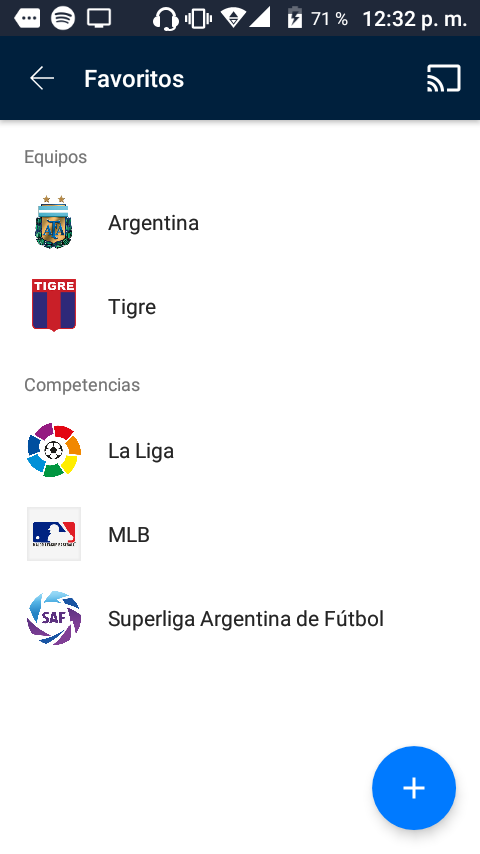 71 %
12:32 p. m.
Favoritos
Equipos
AFA
Argentina
TIGRE
Tigre
Competencias
La Liga
MLB
SAF
Superliga Argentina de Fútbol